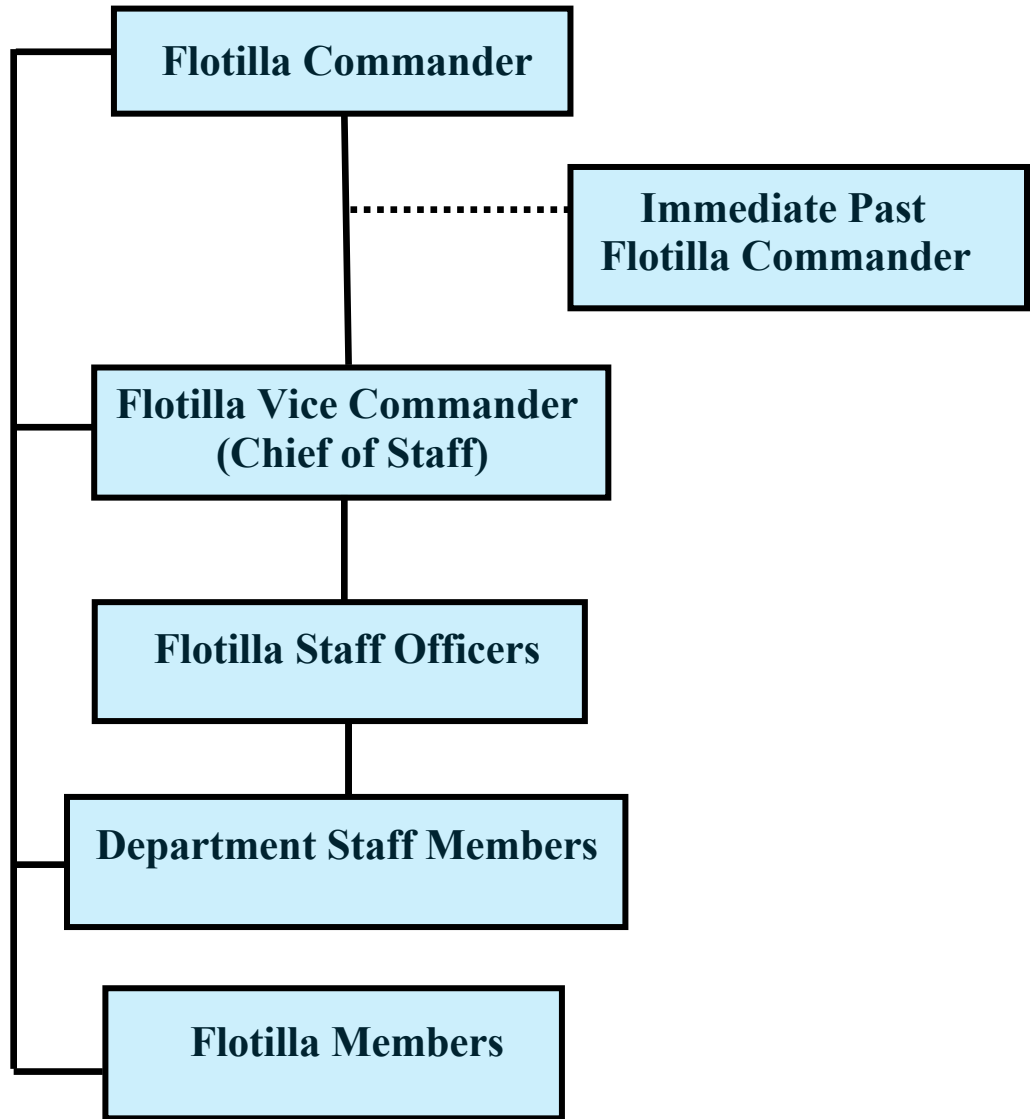 Flotilla Commander
Immediate Past
Flotilla Commander
Flotilla Vice Commander
(Chief of Staff)
Flotilla Staff Officers
Department Staff Members
Flotilla Members